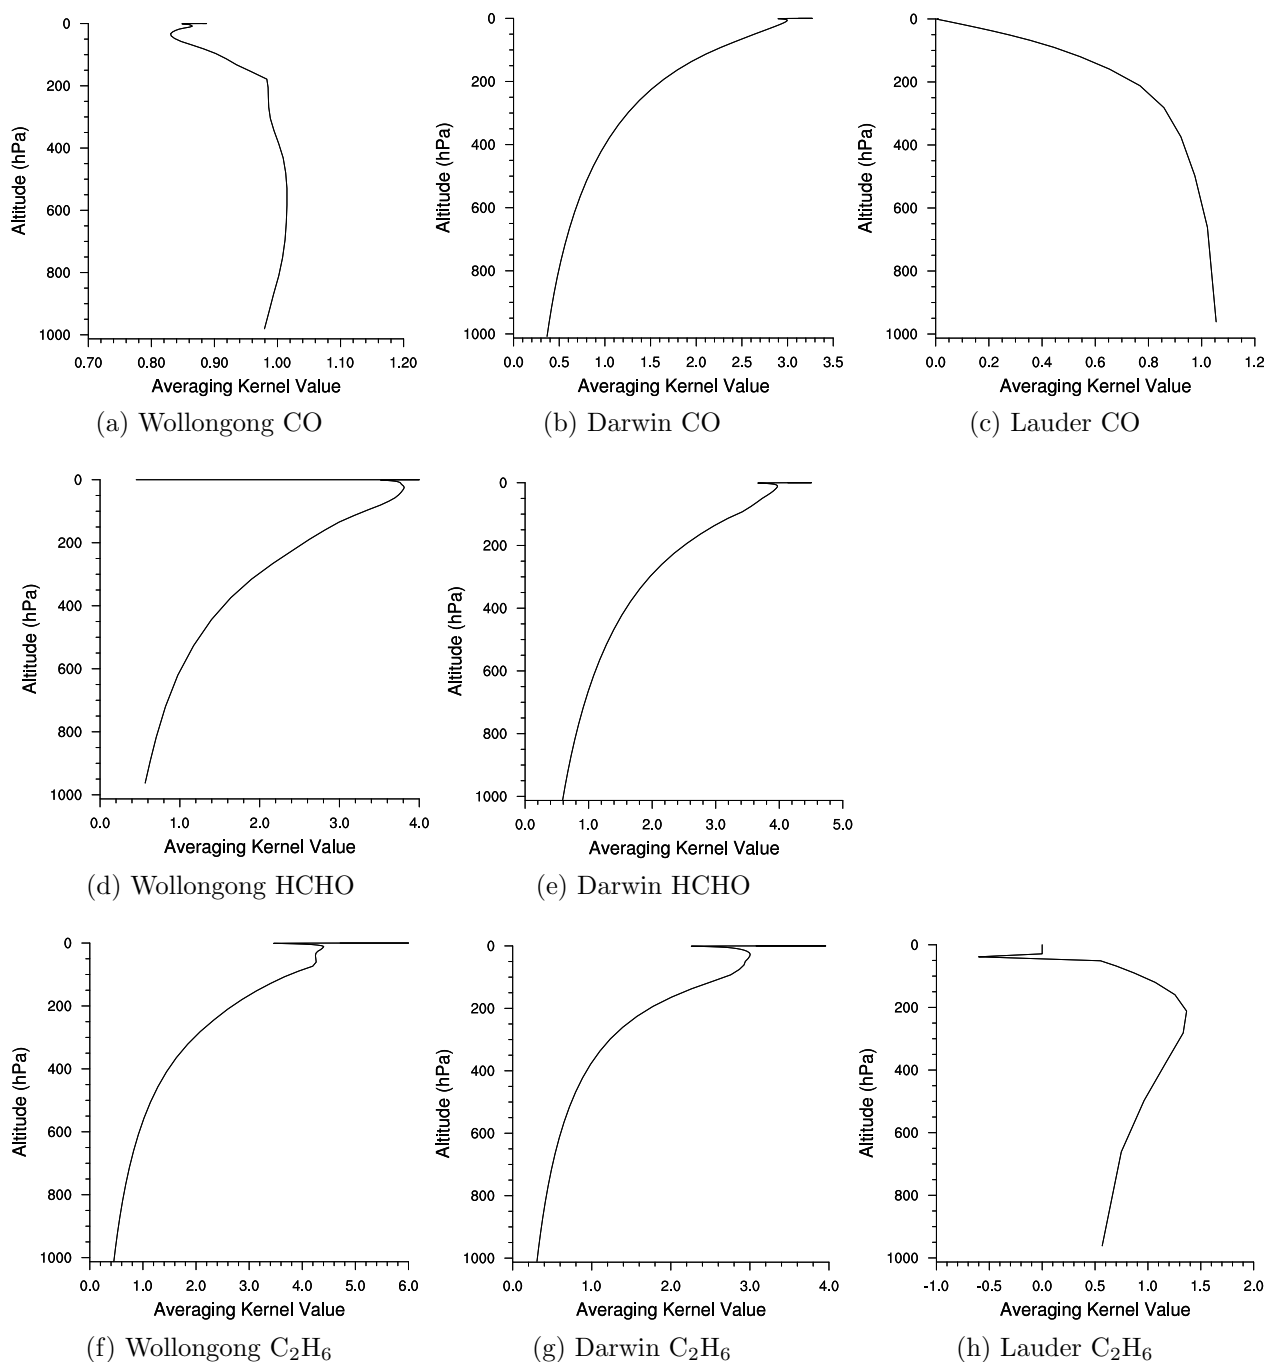 0
200
400
600
800
1000
Altitude (hPa)
0.70 0.80 0.90 1.00 1.10 1.20
Averaging Kernel Value
(a) Wollongong CO
0
200
400
600
800
1000
Altitude (hPa)
0.0 0.5 1.0 1.5 2.0 2.5 3.0 3.5
Averaging Kernel Value
(b) Darwin CO
0
200
400
600
800
1000
Altitude (hPa)
0.0 0.2 0.4 0.6 0.8 1.0 1.2
Averaging Kernel Value
(c) Lauder CO
0
200
400
600
800
1000
Altitude (hPa)
0.0 1.0 2.0 3.0 4.0
Averaging Kernel Value
(d) Wollongong HCHO
0
200
400
600
800
1000
Altitude (hPa)
0.0 1.0 2.0 3.0 4.0 5.0
Averaging Kernel Value
(e) Darwin HCHO
0
200
400
600
800
1000
Altitude (hPa)
0.0 1.0 2.0 3.0 4.0 5.0 6.0
Averaging Kernel Value
(f) Wollongong C₂H₆
0
200
400
600
800
1000
Altitude (hPa)
0.0 1.0 2.0 3.0 4.0
Averaging Kernel Value
(g) Darwin C₂H₆
0
200
400
600
800
1000
Altitude (hPa)
-1.0 -0.5 0.0 0.5 1.0 1.5 2.0
Averaging Kernel Value
(h) Lauder C₂H₆